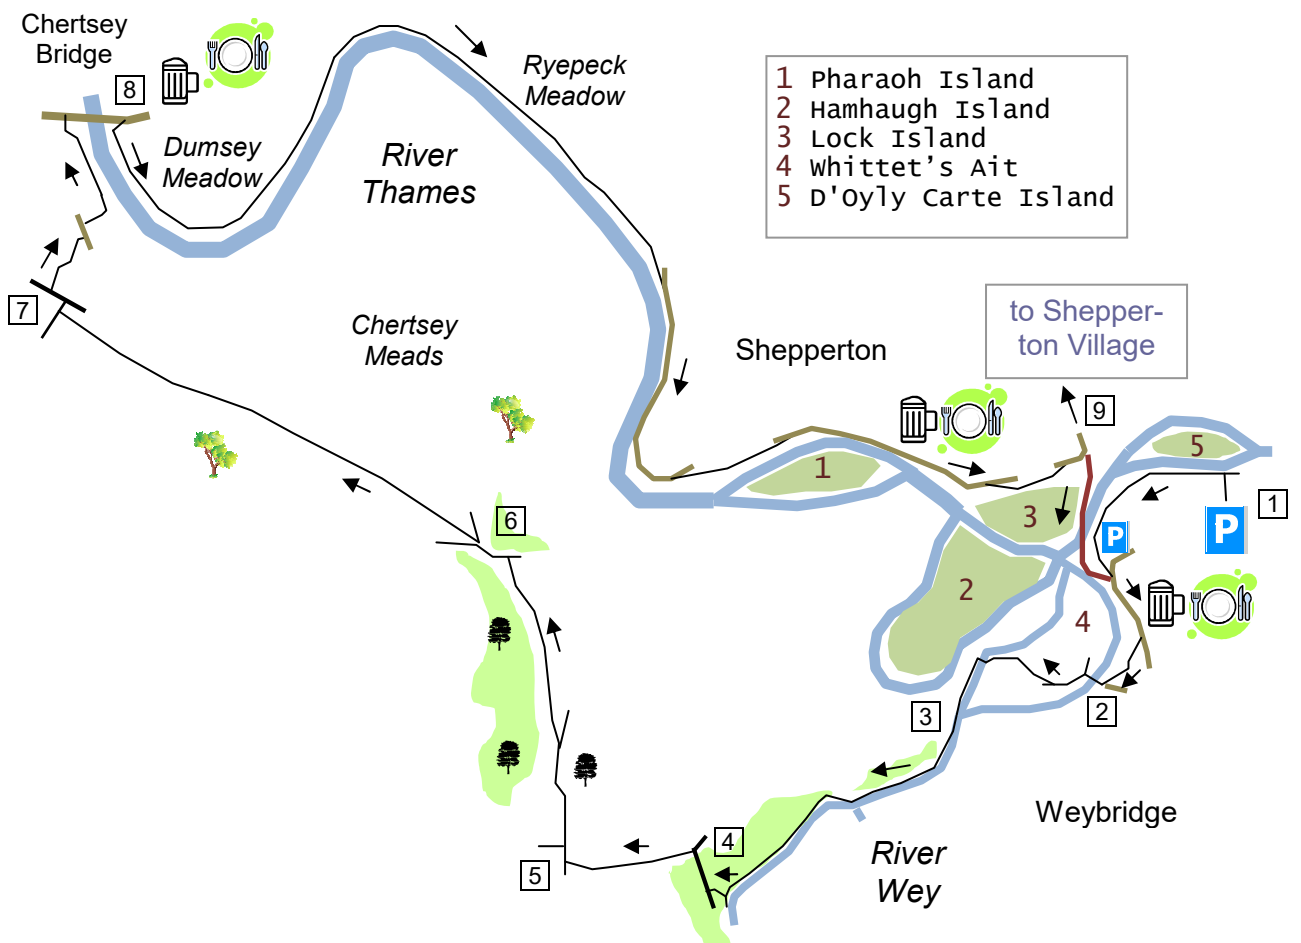 Chertsey
Bridge
8
Dumsey
Meadow
River
Thames
Ryepeck
Meadow
1 Pharaoh Island
2 Hamhaugh Island
3 Lock Island
4 Whittet’s Ait
5 D'Oyly Carte Island
7
Chertsey
Meads
Shepperton
to Shepper-
ton Village
9
5
1
1
3
P
P
6
2
4
3
2
4
5
Weybridge
River
Wey